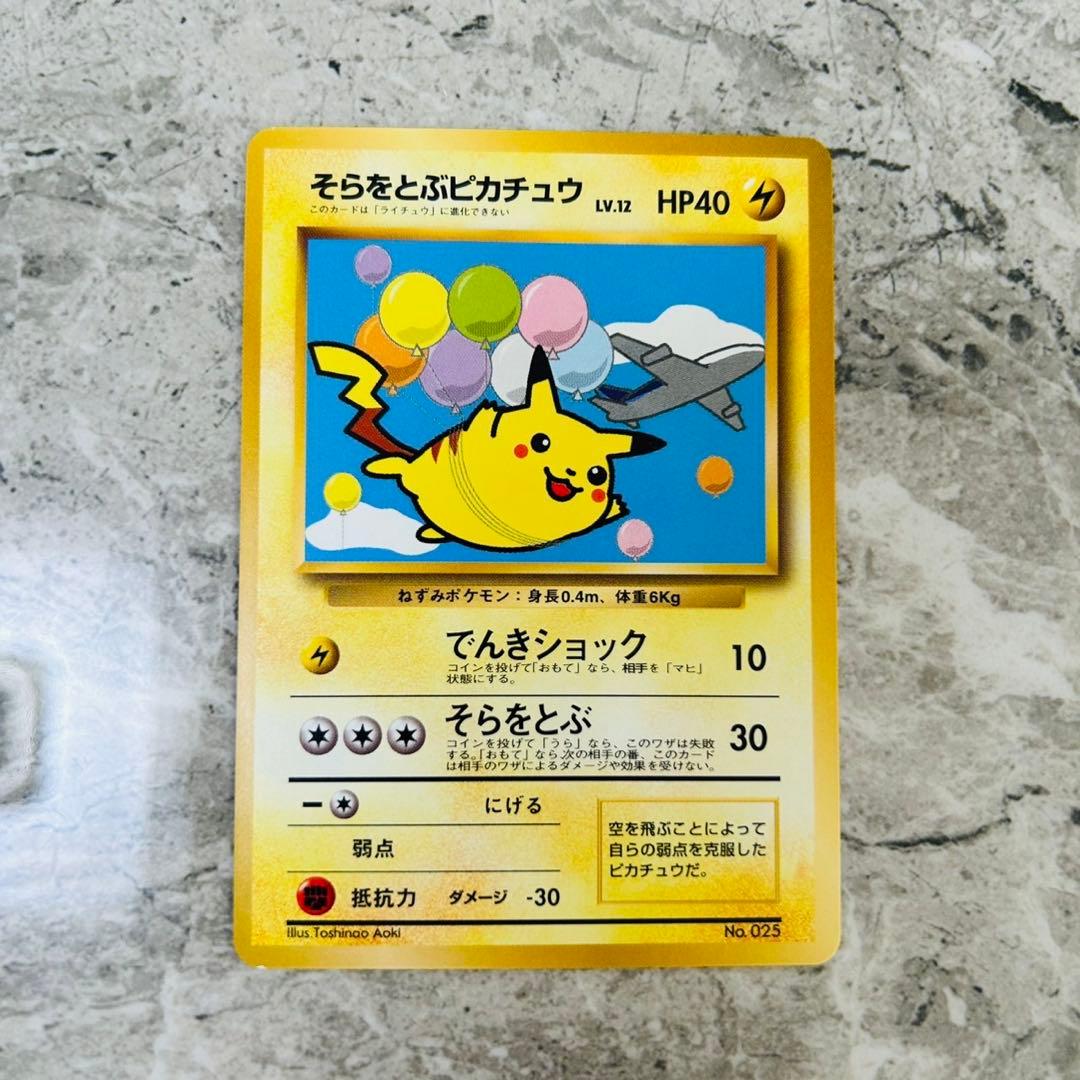 そらをとぶピカチュウ LV.12 HP40
このカードは「ライチュウ」に進化できない
ねずみポケモン：身長0.4m、体重6Kg
でんきショック 10
コインを投げて「おもて」なら、相手を「マヒ」
状態にする。
そらをとぶ 30
コインを投げて「うら」なら、このワザは失敗
する。「おもて」なら次の相手の番、このカード
は相手のワザによるダメージや効果を受けない。
にげる
弱点
抵抗力 ダメージ -30
空を飛ぶことによって
自らの弱点を克服した
ピカチュウだ。
Illus.Toshinao Aoki
No.025